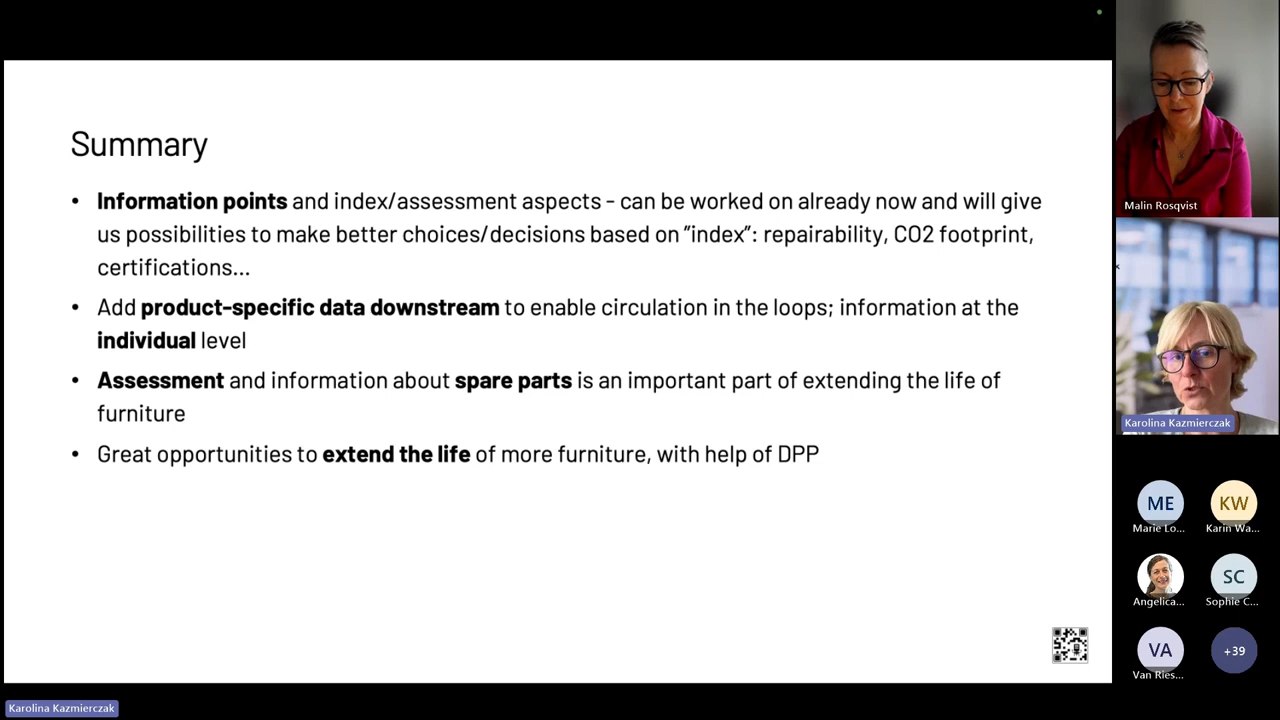 Summary
• Information points and index/assessment aspects - can be worked on already now and will give
us possibilities to make better choices/decisions based on ”index”: repairability, CO2 footprint,
certifications...
• Add product-specific data downstream to enable circulation in the loops; information at the
individual level
• Assessment and information about spare parts is an important part of extending the life of
furniture
• Great opportunities to extend the life of more furniture, with help of DPP
Malin Rosqvist
Karolina Kazmierczak
ME
KW
Marie Lo...
Karin Wa...
Angelica...
SC
Sophie C...
VA
+39
Van Ries...
Karolina Kazmierczak